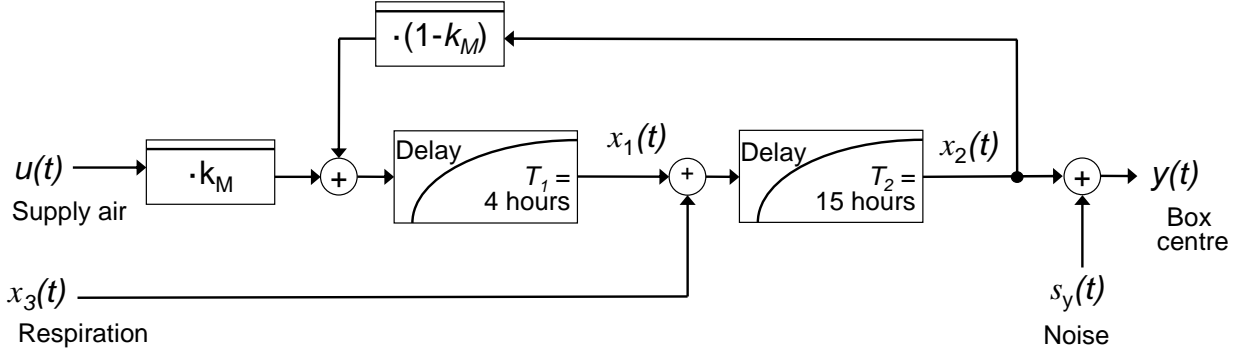 ·(1-k_M)
u(t)
Supply air
·k_M
+
Delay
T_1 =
4 hours
x_1(t)
+
Delay
T_2 =
15 hours
x_2(t)
+
y(t)
Box
centre
x_3(t)
Respiration
s_y(t)
Noise